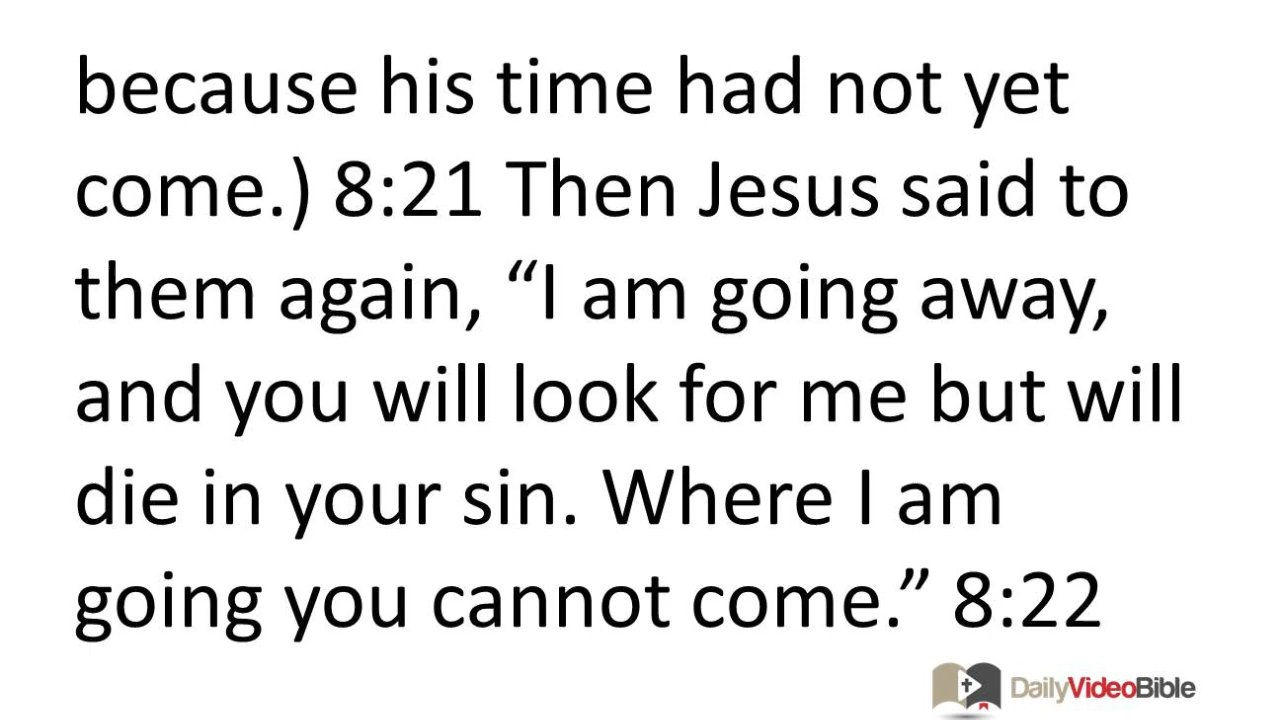 because his time had not yet
come.) 8:21 Then Jesus said to
them again, “I am going away,
and you will look for me but will
die in your sin. Where I am
going you cannot come.” 8:22
DailyVideoBible